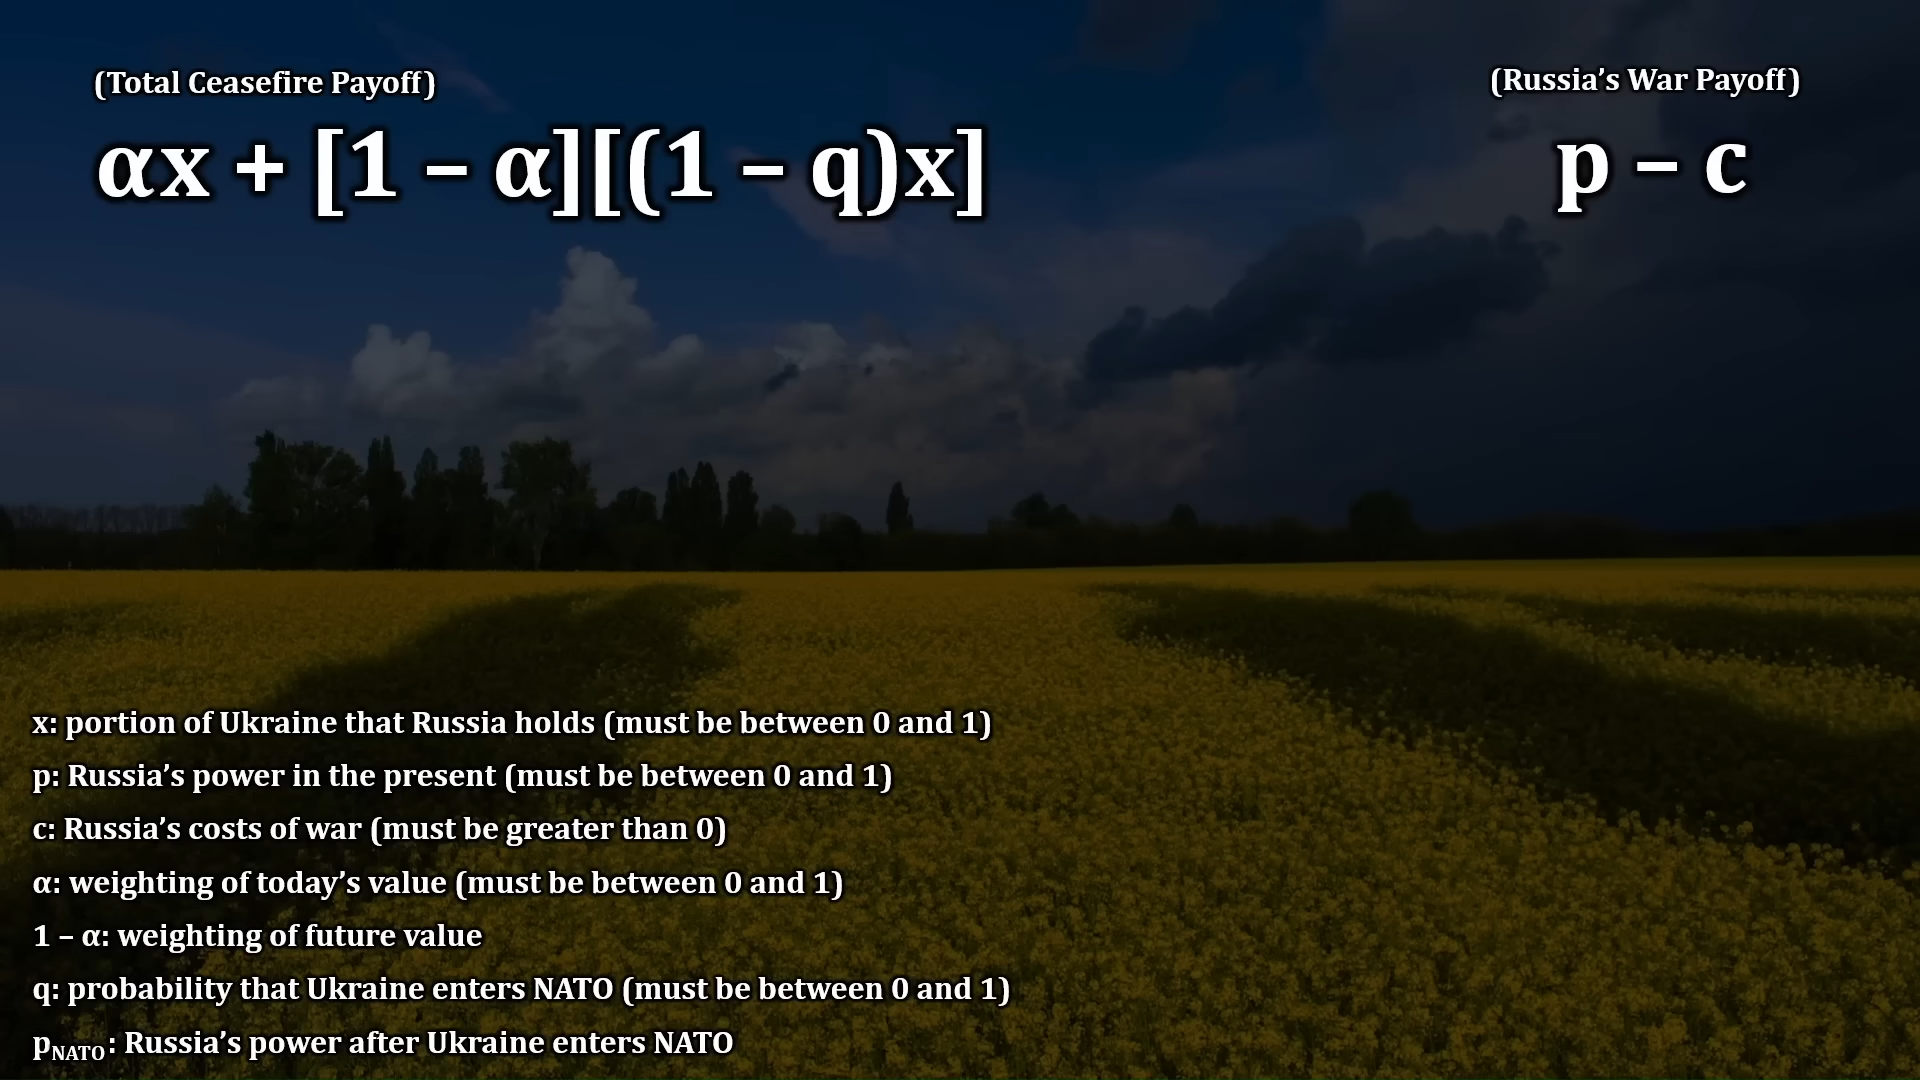 (Total Ceasefire Payoff)
(Russia’s War Payoff)
αx + [1 – α][(1 – q)x]
p – c
x: portion of Ukraine that Russia holds (must be between 0 and 1)
p: Russia’s power in the present (must be between 0 and 1)
c: Russia’s costs of war (must be greater than 0)
α: weighting of today’s value (must be between 0 and 1)
1 – α: weighting of future value
q: probability that Ukraine enters NATO (must be between 0 and 1)
pNATO: Russia’s power after Ukraine enters NATO